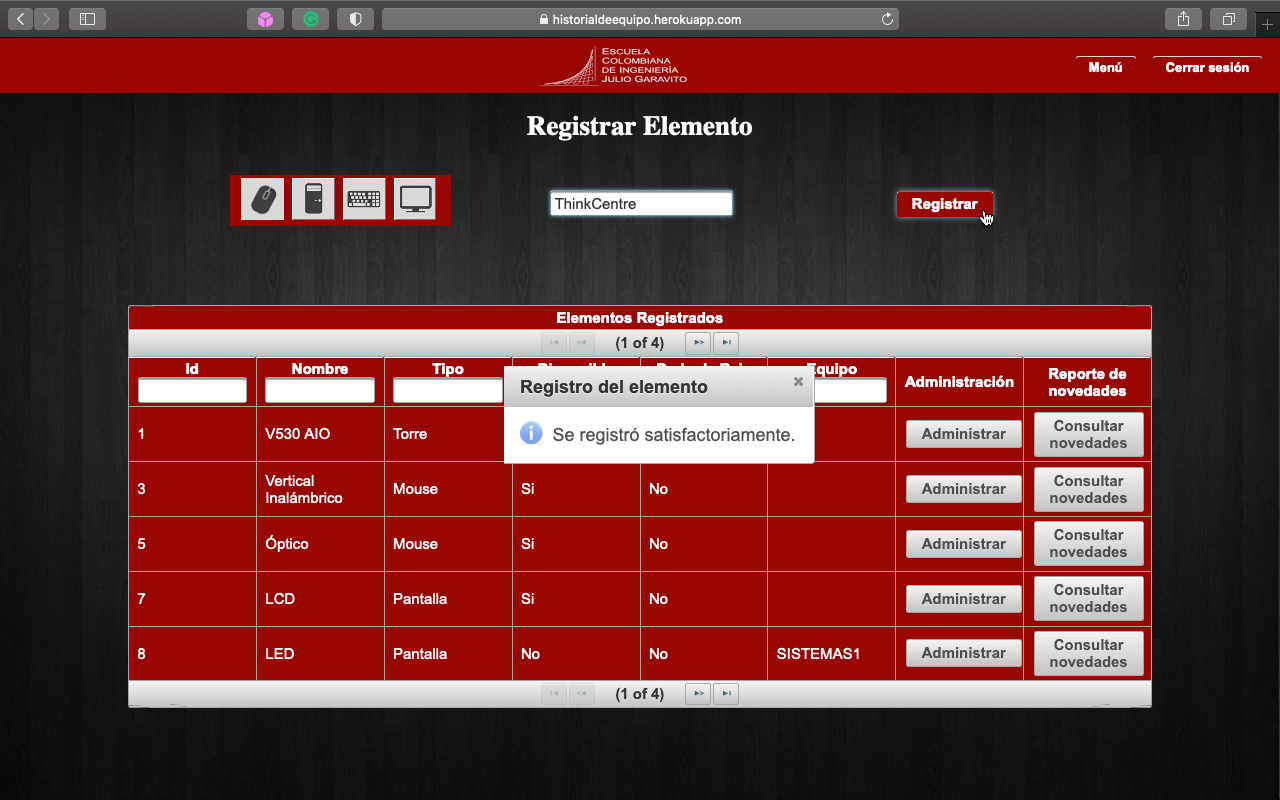 historialdeequipo.herokuapp.com
ESCUELA
COLOMBIANA
DE INGENIERÍA
JULIO GARAVITO
Menú
Cerrar sesión
Registrar Elemento
ThinkCentre
Registrar
Elementos Registrados
(1 of 4)
Id
Nombre
Tipo
Equipo
Administración
Reporte de
novedades
Registro del elemento
Se registró satisfactoriamente.
1
V530 AIO
Torre
Administrar
Consultar
novedades
3
Vertical
Inalámbrico
Mouse
Si
No
Administrar
Consultar
novedades
5
Óptico
Mouse
Si
No
Administrar
Consultar
novedades
7
LCD
Pantalla
Si
No
Administrar
Consultar
novedades
8
LED
Pantalla
No
No
SISTEMAS1
Administrar
Consultar
novedades
(1 of 4)